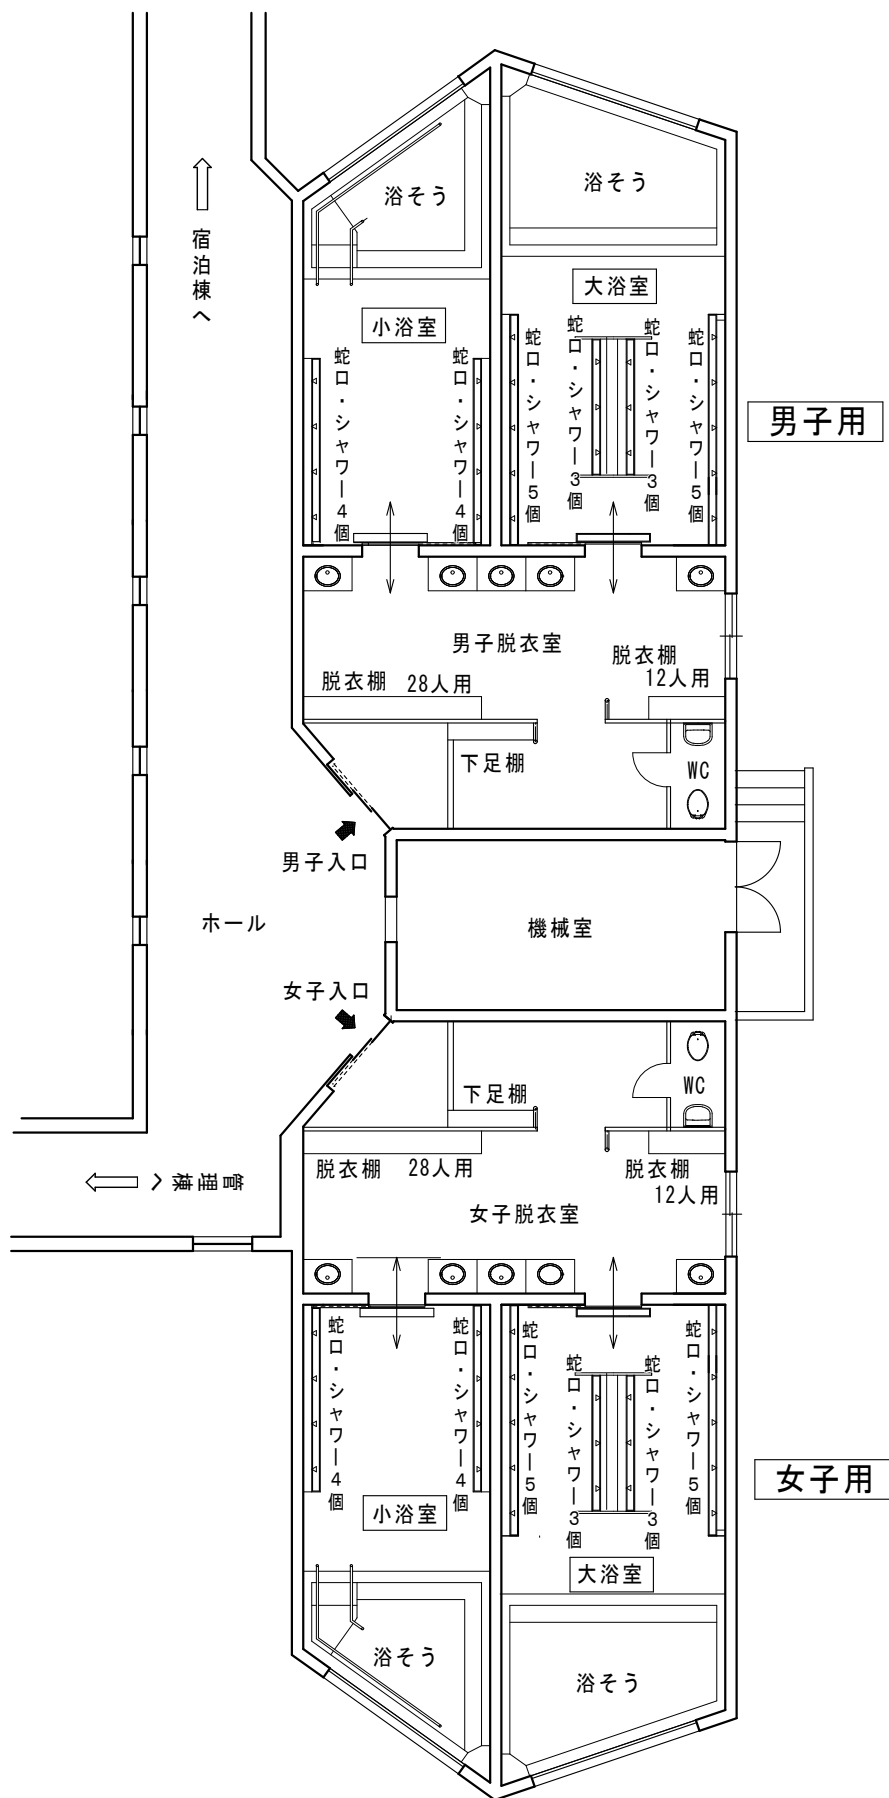 浴そう
浴そう
宿泊棟へ
大浴室
小浴室
蛇口・シャワー4個
蛇口・シャワー4個
蛇口・シャワー5個
蛇口・シャワー3個
蛇口・シャワー3個
蛇口・シャワー5個
男子用
男子脱衣室
脱衣棚 28人用
脱衣棚
12人用
下足棚
WC
男子入口
ホール
機械室
女子入口
下足棚
WC
管理棟へ
脱衣棚 28人用
脱衣棚
12人用
女子脱衣室
蛇口・シャワー4個
蛇口・シャワー4個
蛇口・シャワー5個
蛇口・シャワー3個
蛇口・シャワー3個
蛇口・シャワー5個
女子用
小浴室
大浴室
浴そう
浴そう